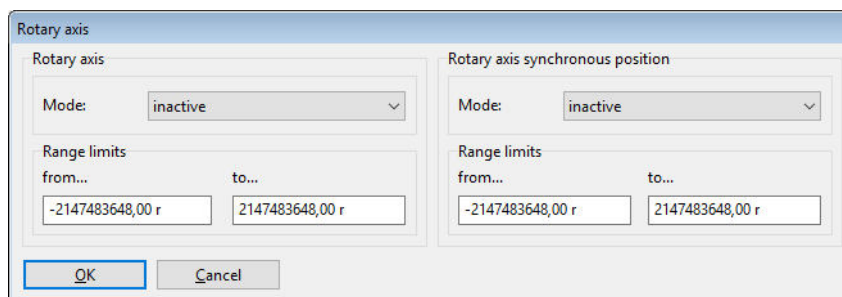 Rotary axis
Rotary axis
Mode: inactive
Range limits
from... to...
-2147483648,00 r 2147483648,00 r
Rotary axis synchronous position
Mode: inactive
Range limits
from... to...
-2147483648,00 r 2147483648,00 r
OK Cancel